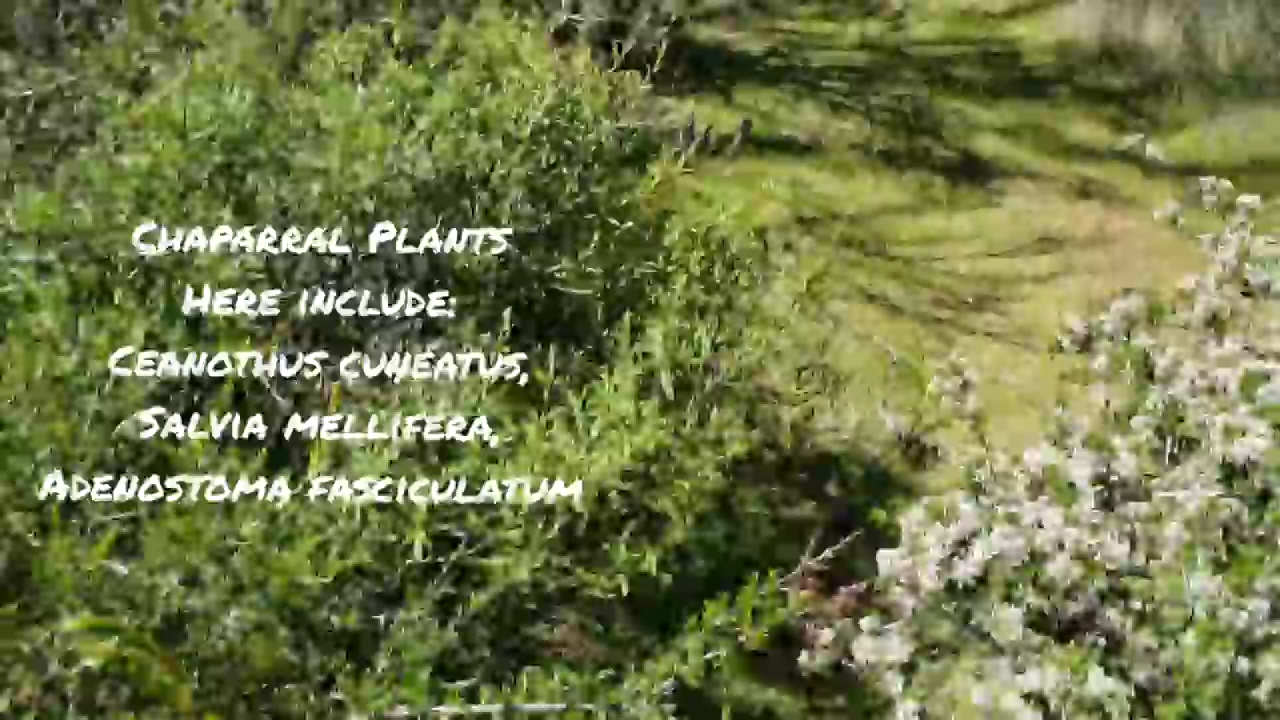 Chaparral Plants
Here include:
Ceanothus cuneatus,
Salvia mellifera,
Adenostoma fasciculatum